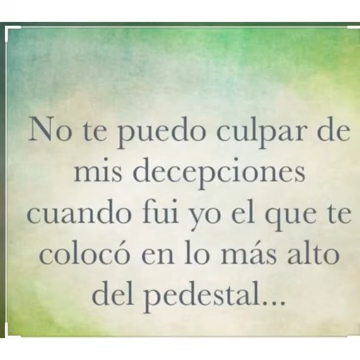 No te puedo culpar de
mis decepciones
cuando fui yo el que te
colocó en lo más alto
del pedestal...